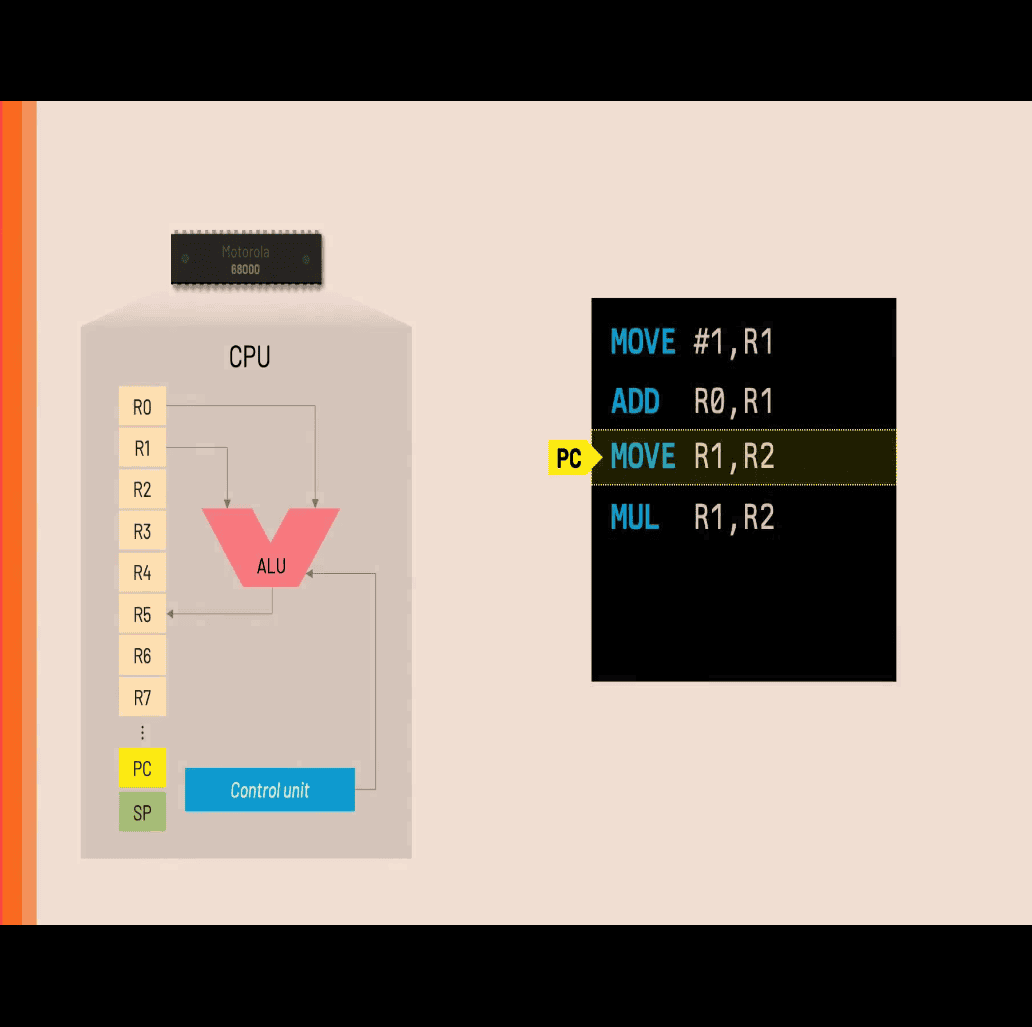 Motorola
68000
CPU
R0
R1
R2
R3
R4
R5
R6
R7
⋮
PC
SP
ALU
Control unit
MOVE #1,R1
ADD R0,R1
PC
MOVE R1,R2
MUL R1,R2